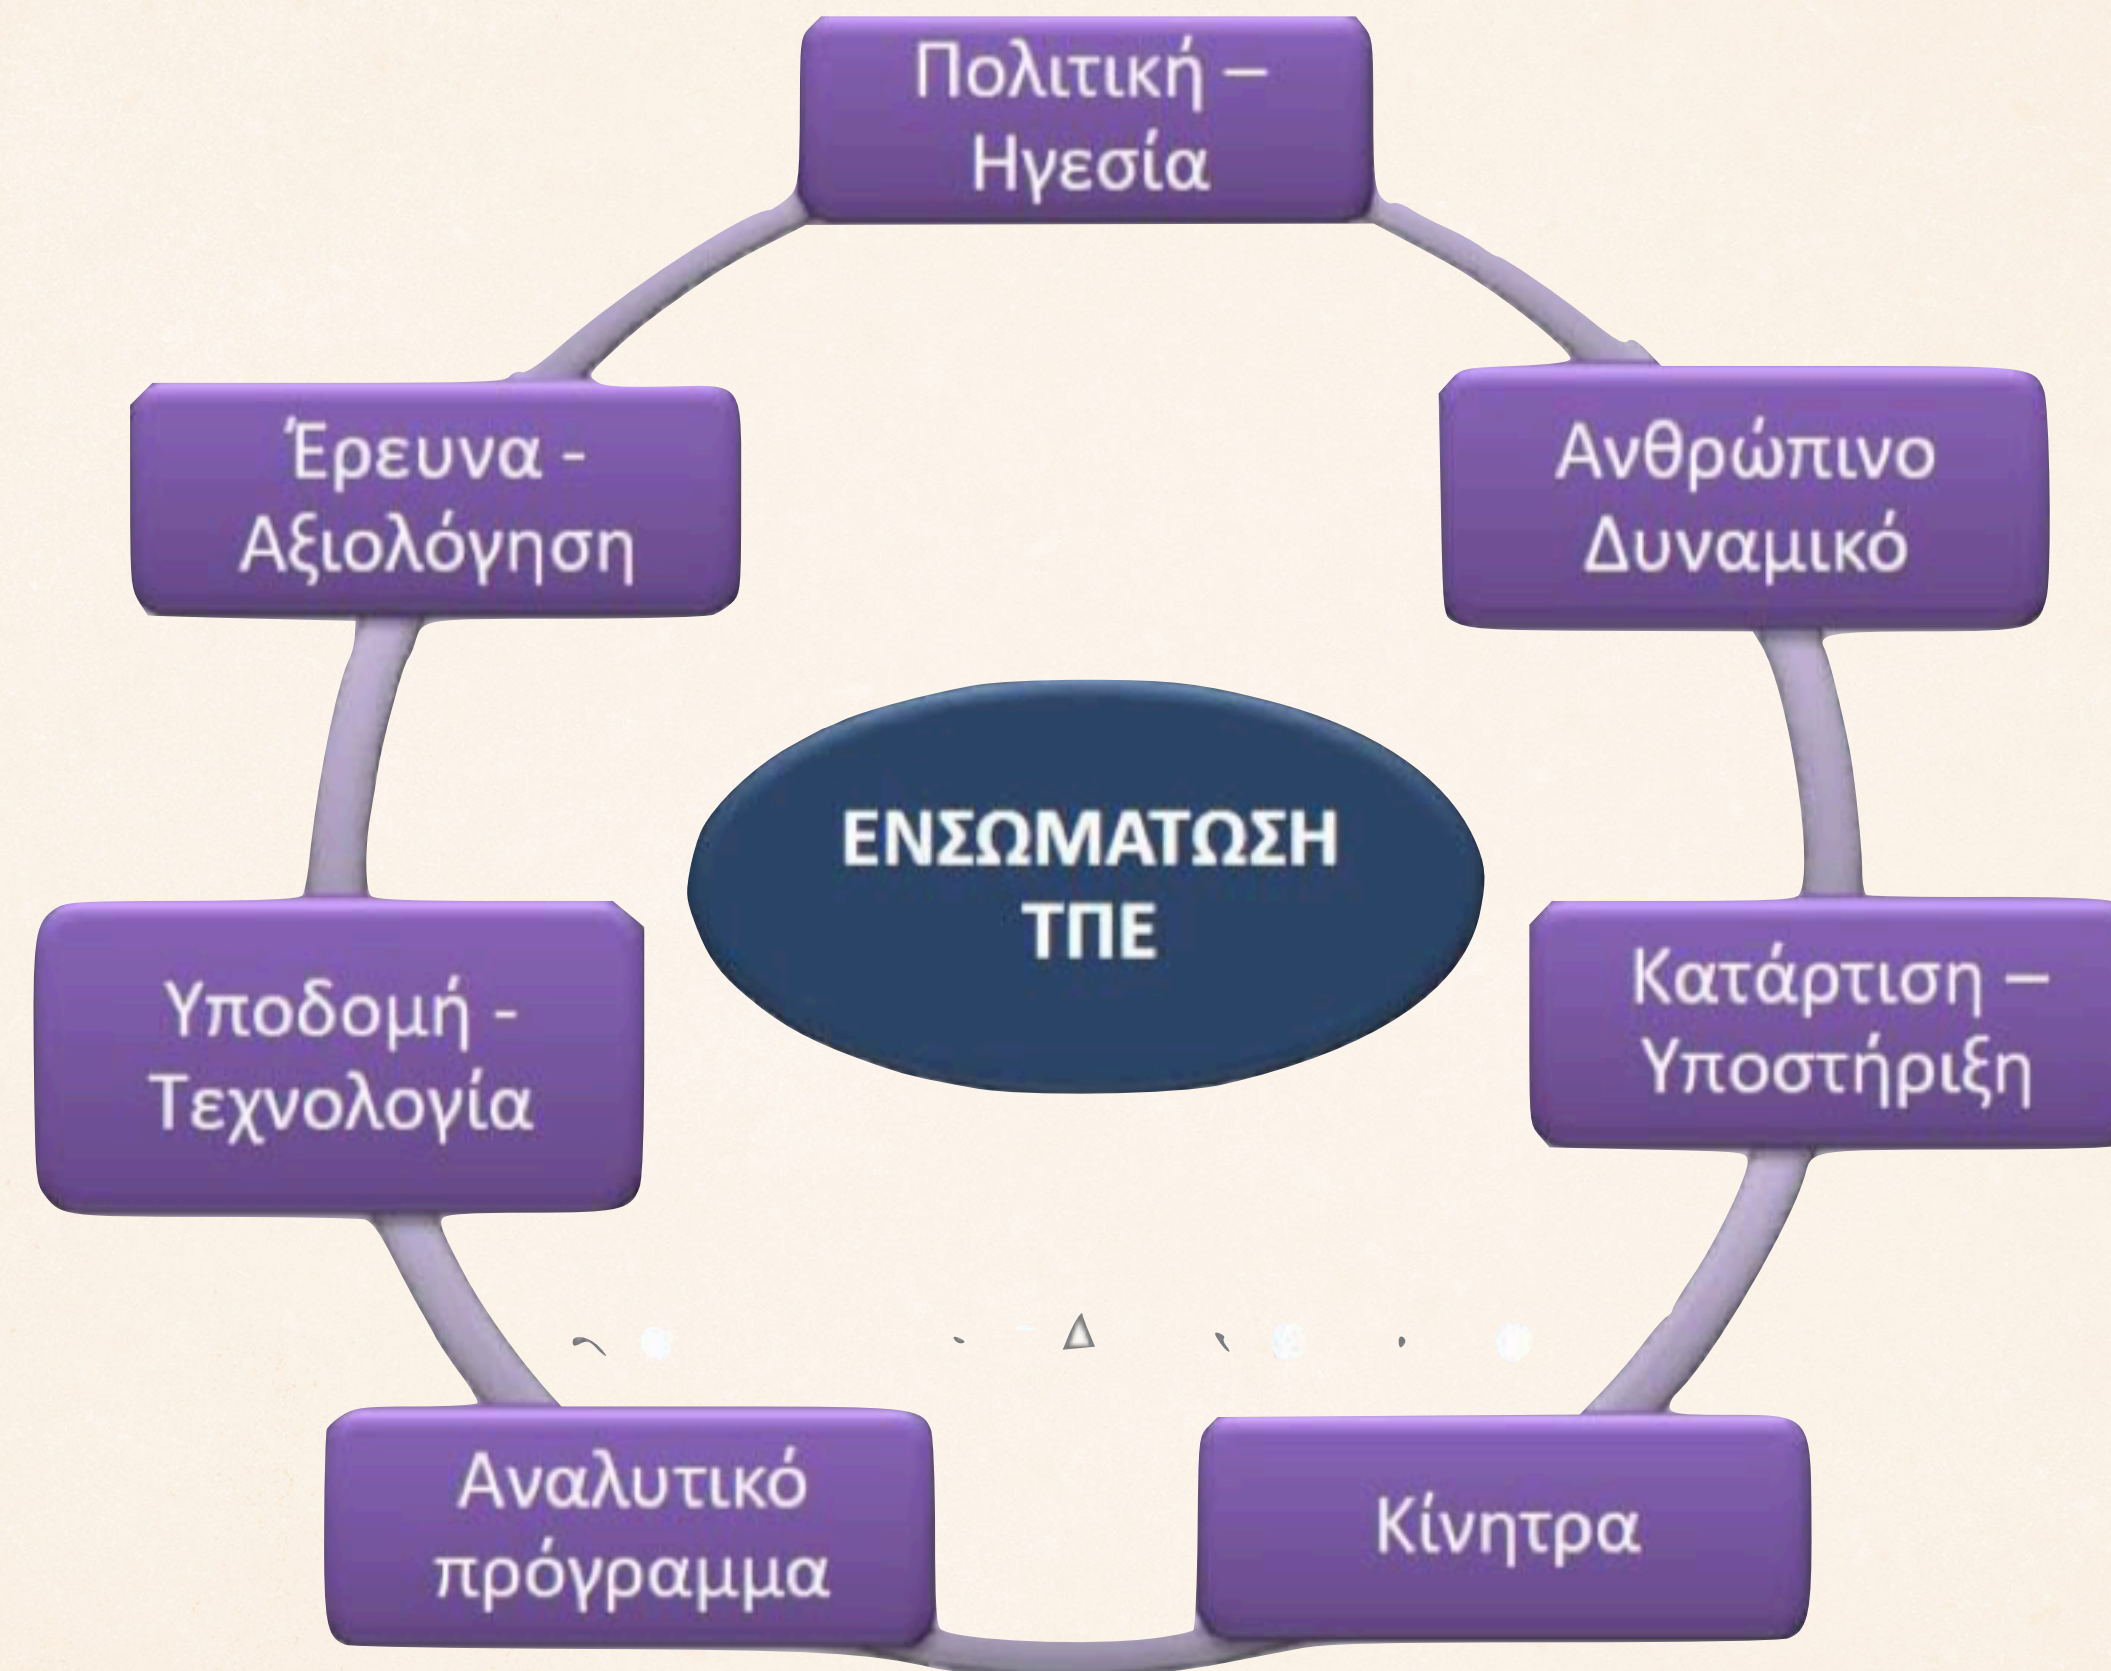 Πολιτική –
Ηγεσία
Έρευνα -
Αξιολόγηση
Ανθρώπινο
Δυναμικό
ΕΝΣΩΜΑΤΩΣΗ
ΤΠΕ
Υποδομή -
Τεχνολογία
Κατάρτιση –
Υποστήριξη
Αναλυτικό
πρόγραμμα
Κίνητρα